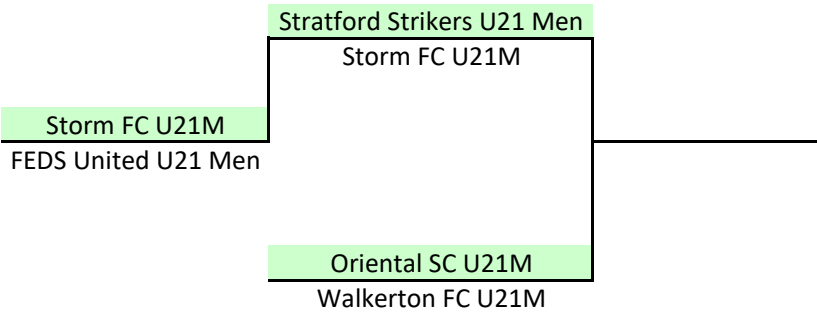 Stratford Strikers U21 Men
Storm FC U21M
Storm FC U21M
FEDS United U21 Men
Oriental SC U21M
Walkerton FC U21M